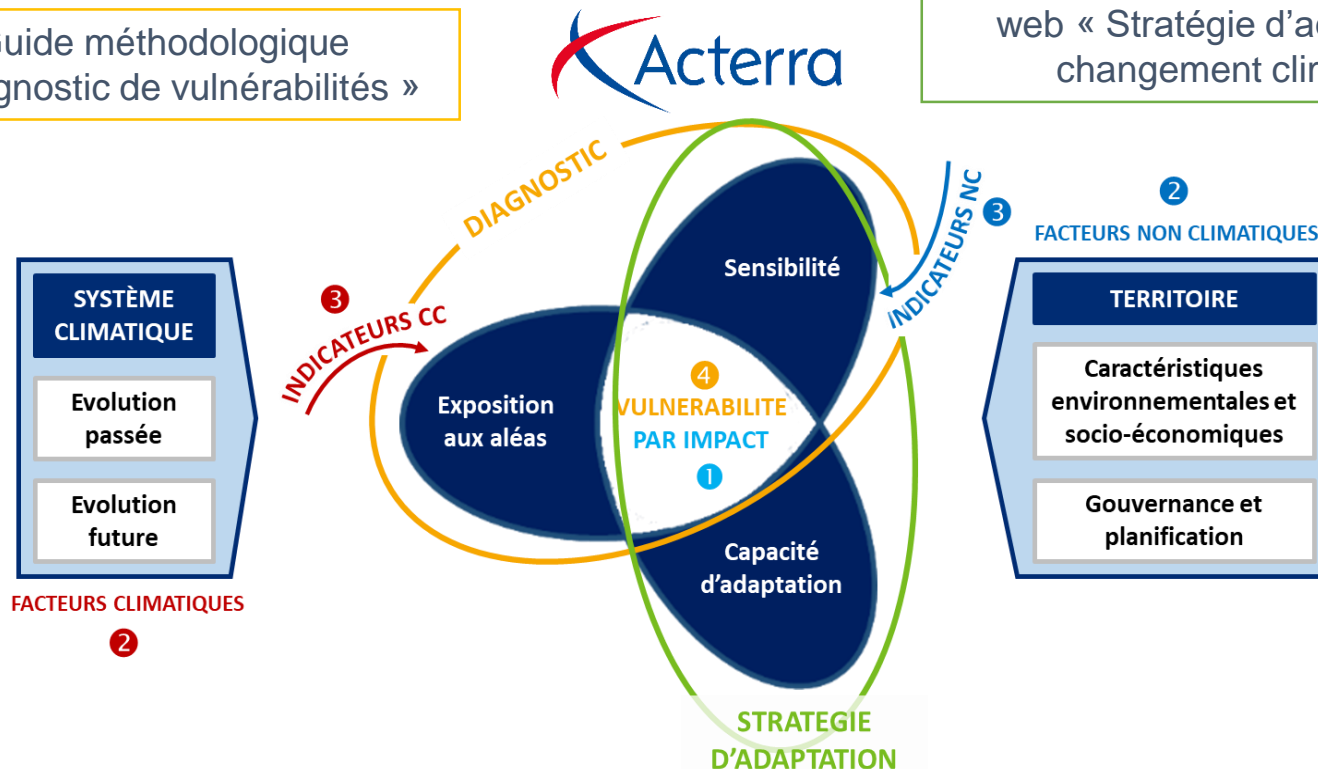 Guide méthodologique
gnostic de vulnérabilités »
Acterra
web « Stratégie d'a
changement cli
DIAGNOSTIC
INDICATEURS NC
3
2
FACTEURS NON CLIMATIQUES
SYSTÈME
CLIMATIQUE
Evolution
passée
Evolution
future
FACTEURS CLIMATIQUES
2
3
INDICATEURS CC
Exposition
aux aléas
Sensibilité
4
VULNERABILITE
PAR IMPACT
1
Capacité
d'adaptation
TERRITOIRE
Caractéristiques
environnementales et
socio-économiques
Gouvernance et
planification
STRATEGIE
D'ADAPTATION